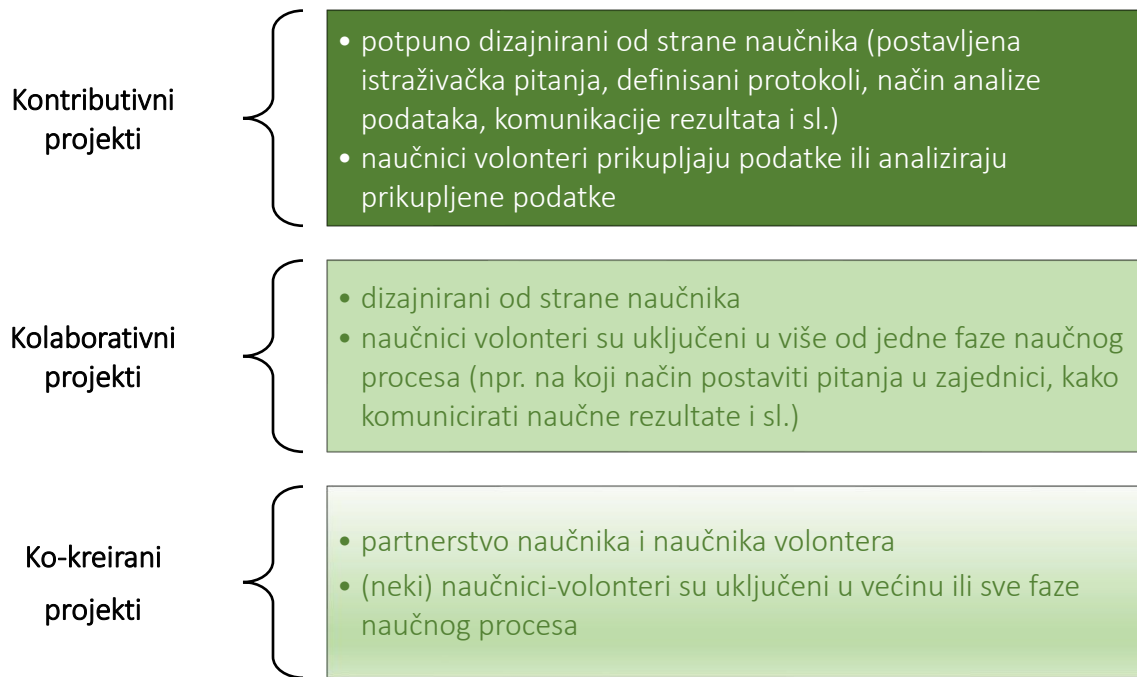 Kontributivni
projekti
• potpuno dizajnirani od strane naučnika (postavljena
istraživačka pitanja, definisani protokoli, način analize
podataka, komunikacije rezultata i sl.)
• naučnici volonteri prikupljaju podatke ili analiziraju
prikupljene podatke
Kolaborativni
projekti
• dizajnirani od strane naučnika
• naučnici volonteri su uključeni u više od jedne faze naučnog
procesa (npr. na koji način postaviti pitanja u zajednici, kako
komunicirati naučne rezultate i sl.)
Ko-kreirani
projekti
• partnerstvo naučnika i naučnika volontera
• (neki) naučnici-volonteri su uključeni u većinu ili sve faze
naučnog procesa